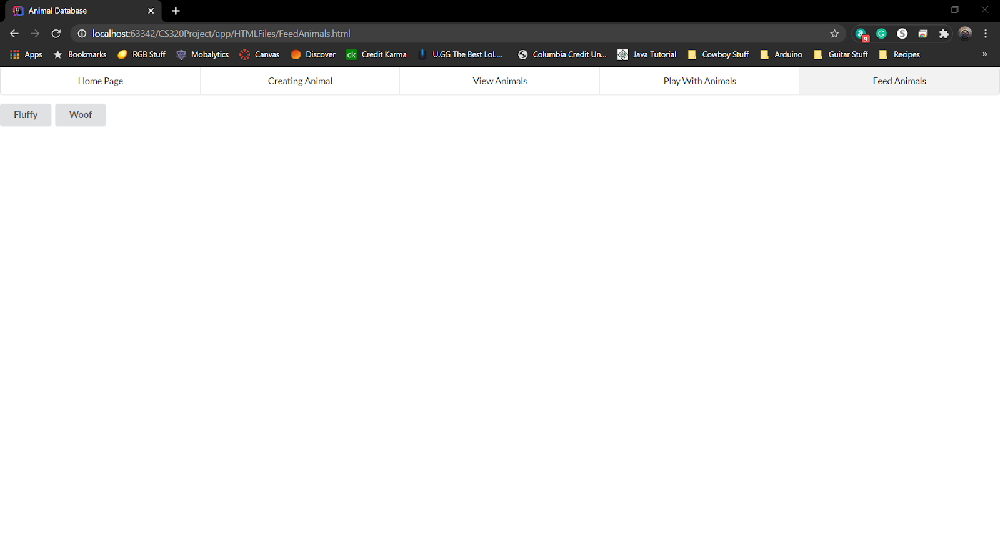 Animal Database
localhost:63342/CS320Project/app/HTMLFiles/FeedAnimals.html
9
Apps Bookmarks RGB Stuff Mobalytics Canvas Discover ck Credit Karma U.GG The Best LoL... Columbia Credit Un... Java Tutorial Cowboy Stuff Arduino Guitar Stuff Recipes »
Home Page Creating Animal View Animals Play With Animals Feed Animals
Fluffy Woof